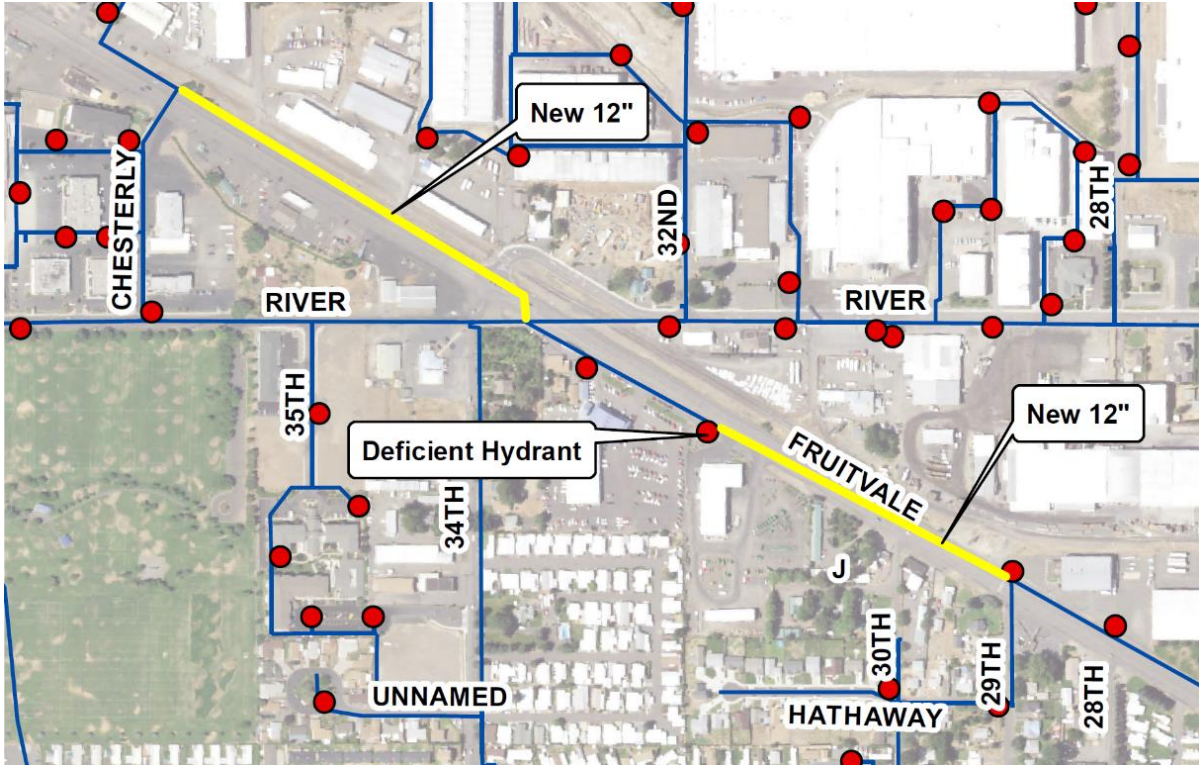 New 12"
CHESTERLY
32ND
28TH
RIVER
RIVER
35TH
Deficient Hydrant
New 12"
FRUITVALE
34TH
J
30TH
29TH
28TH
UNNAMED
HATHAWAY